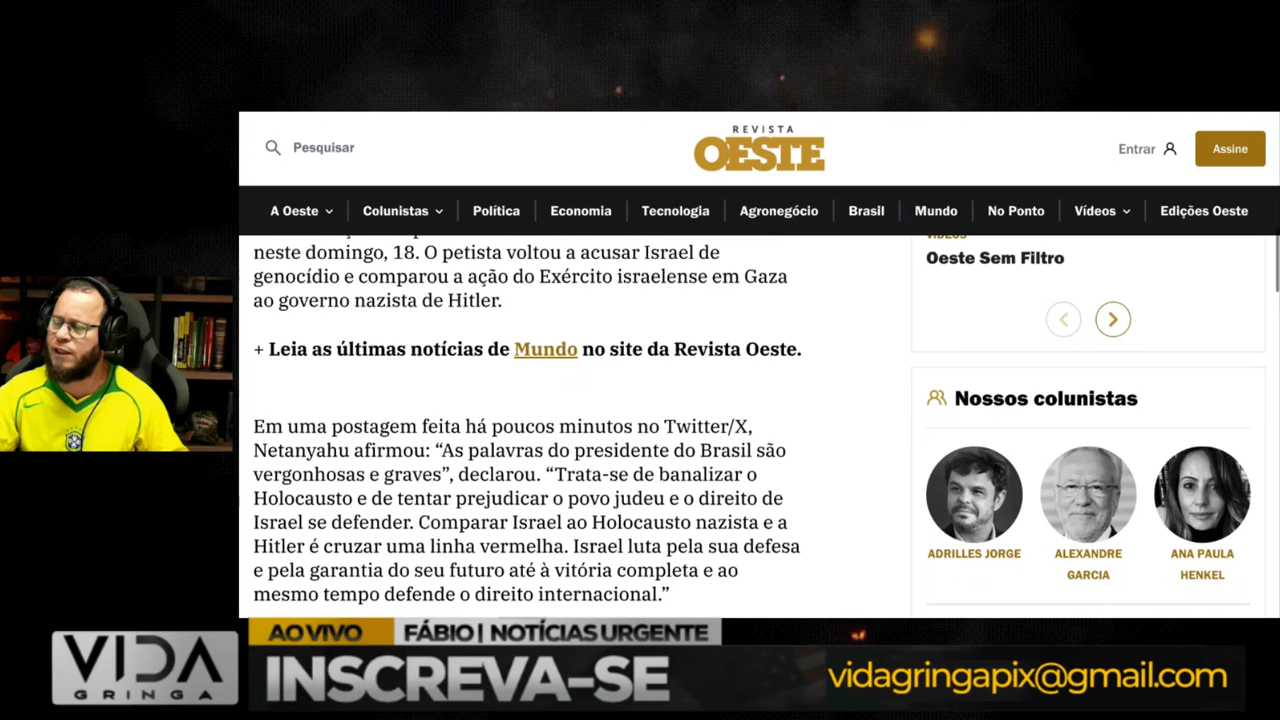 REVISTA
OESTE
Pesquisar
Entrar
Assine
A Oeste
Colunistas
Política
Economia
Tecnologia
Agronegócio
Brasil
Mundo
No Ponto
Vídeos
Edições Oeste
neste domingo, 18. O petista voltou a acusar Israel de
genocídio e comparou a ação do Exército israelense em Gaza
ao governo nazista de Hitler.
+ Leia as últimas notícias de Mundo no site da Revista Oeste.
Em uma postagem feita há poucos minutos no Twitter/X,
Netanyahu afirmou: “As palavras do presidente do Brasil são
vergonhosas e graves”, declarou. “Trata-se de banalizar o
Holocausto e de tentar prejudicar o povo judeu e o direito de
Israel se defender. Comparar Israel ao Holocausto nazista e a
Hitler é cruzar uma linha vermelha. Israel luta pela sua defesa
e pela garantia do seu futuro até à vitória completa e ao
mesmo tempo defende o direito internacional.”
Oeste Sem Filtro
Nossos colunistas
ADRILLES JORGE
ALEXANDRE
GARCIA
ANA PAULA
HENKEL
VIDA
GRINGA
AO VIVO
FÁBIO | NOTÍCIAS URGENTE
INSCREVA-SE
vidagringapix@gmail.com